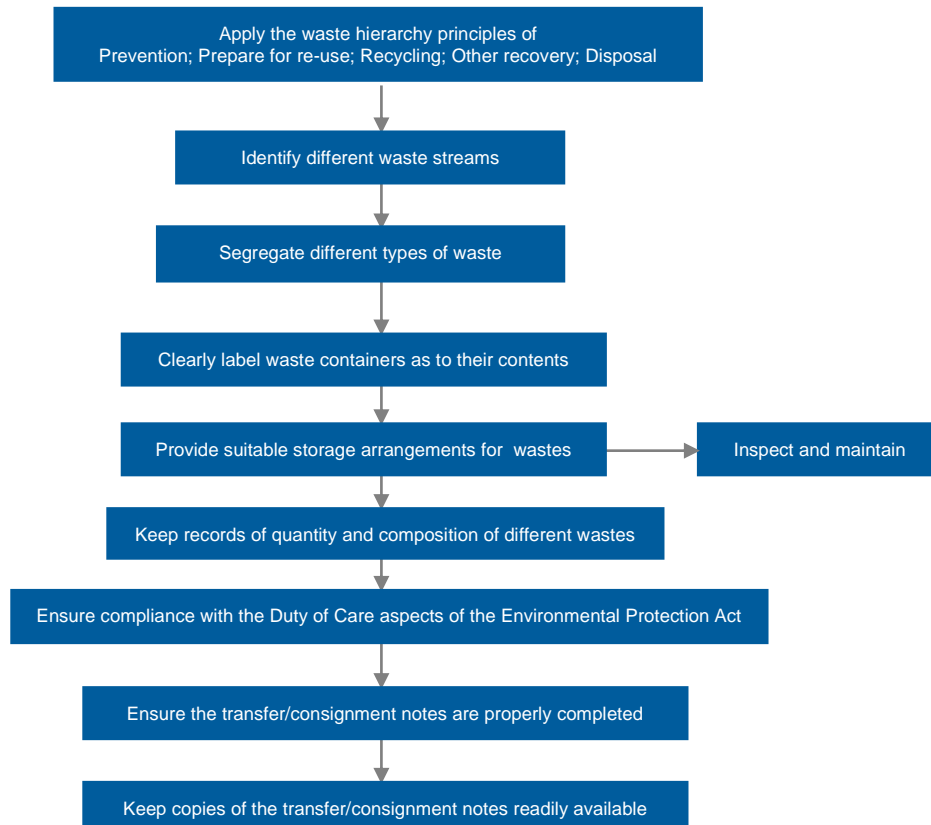 Apply the waste hierarchy principles of
Prevention; Prepare for re-use; Recycling; Other recovery; Disposal
Identify different waste streams
Segregate different types of waste
Clearly label waste containers as to their contents
Provide suitable storage arrangements for  wastes
Inspect and maintain
Keep records of quantity and composition of different wastes
Ensure compliance with the Duty of Care aspects of the Environmental Protection Act
Ensure the transfer/consignment notes are properly completed
Keep copies of the transfer/consignment notes readily available